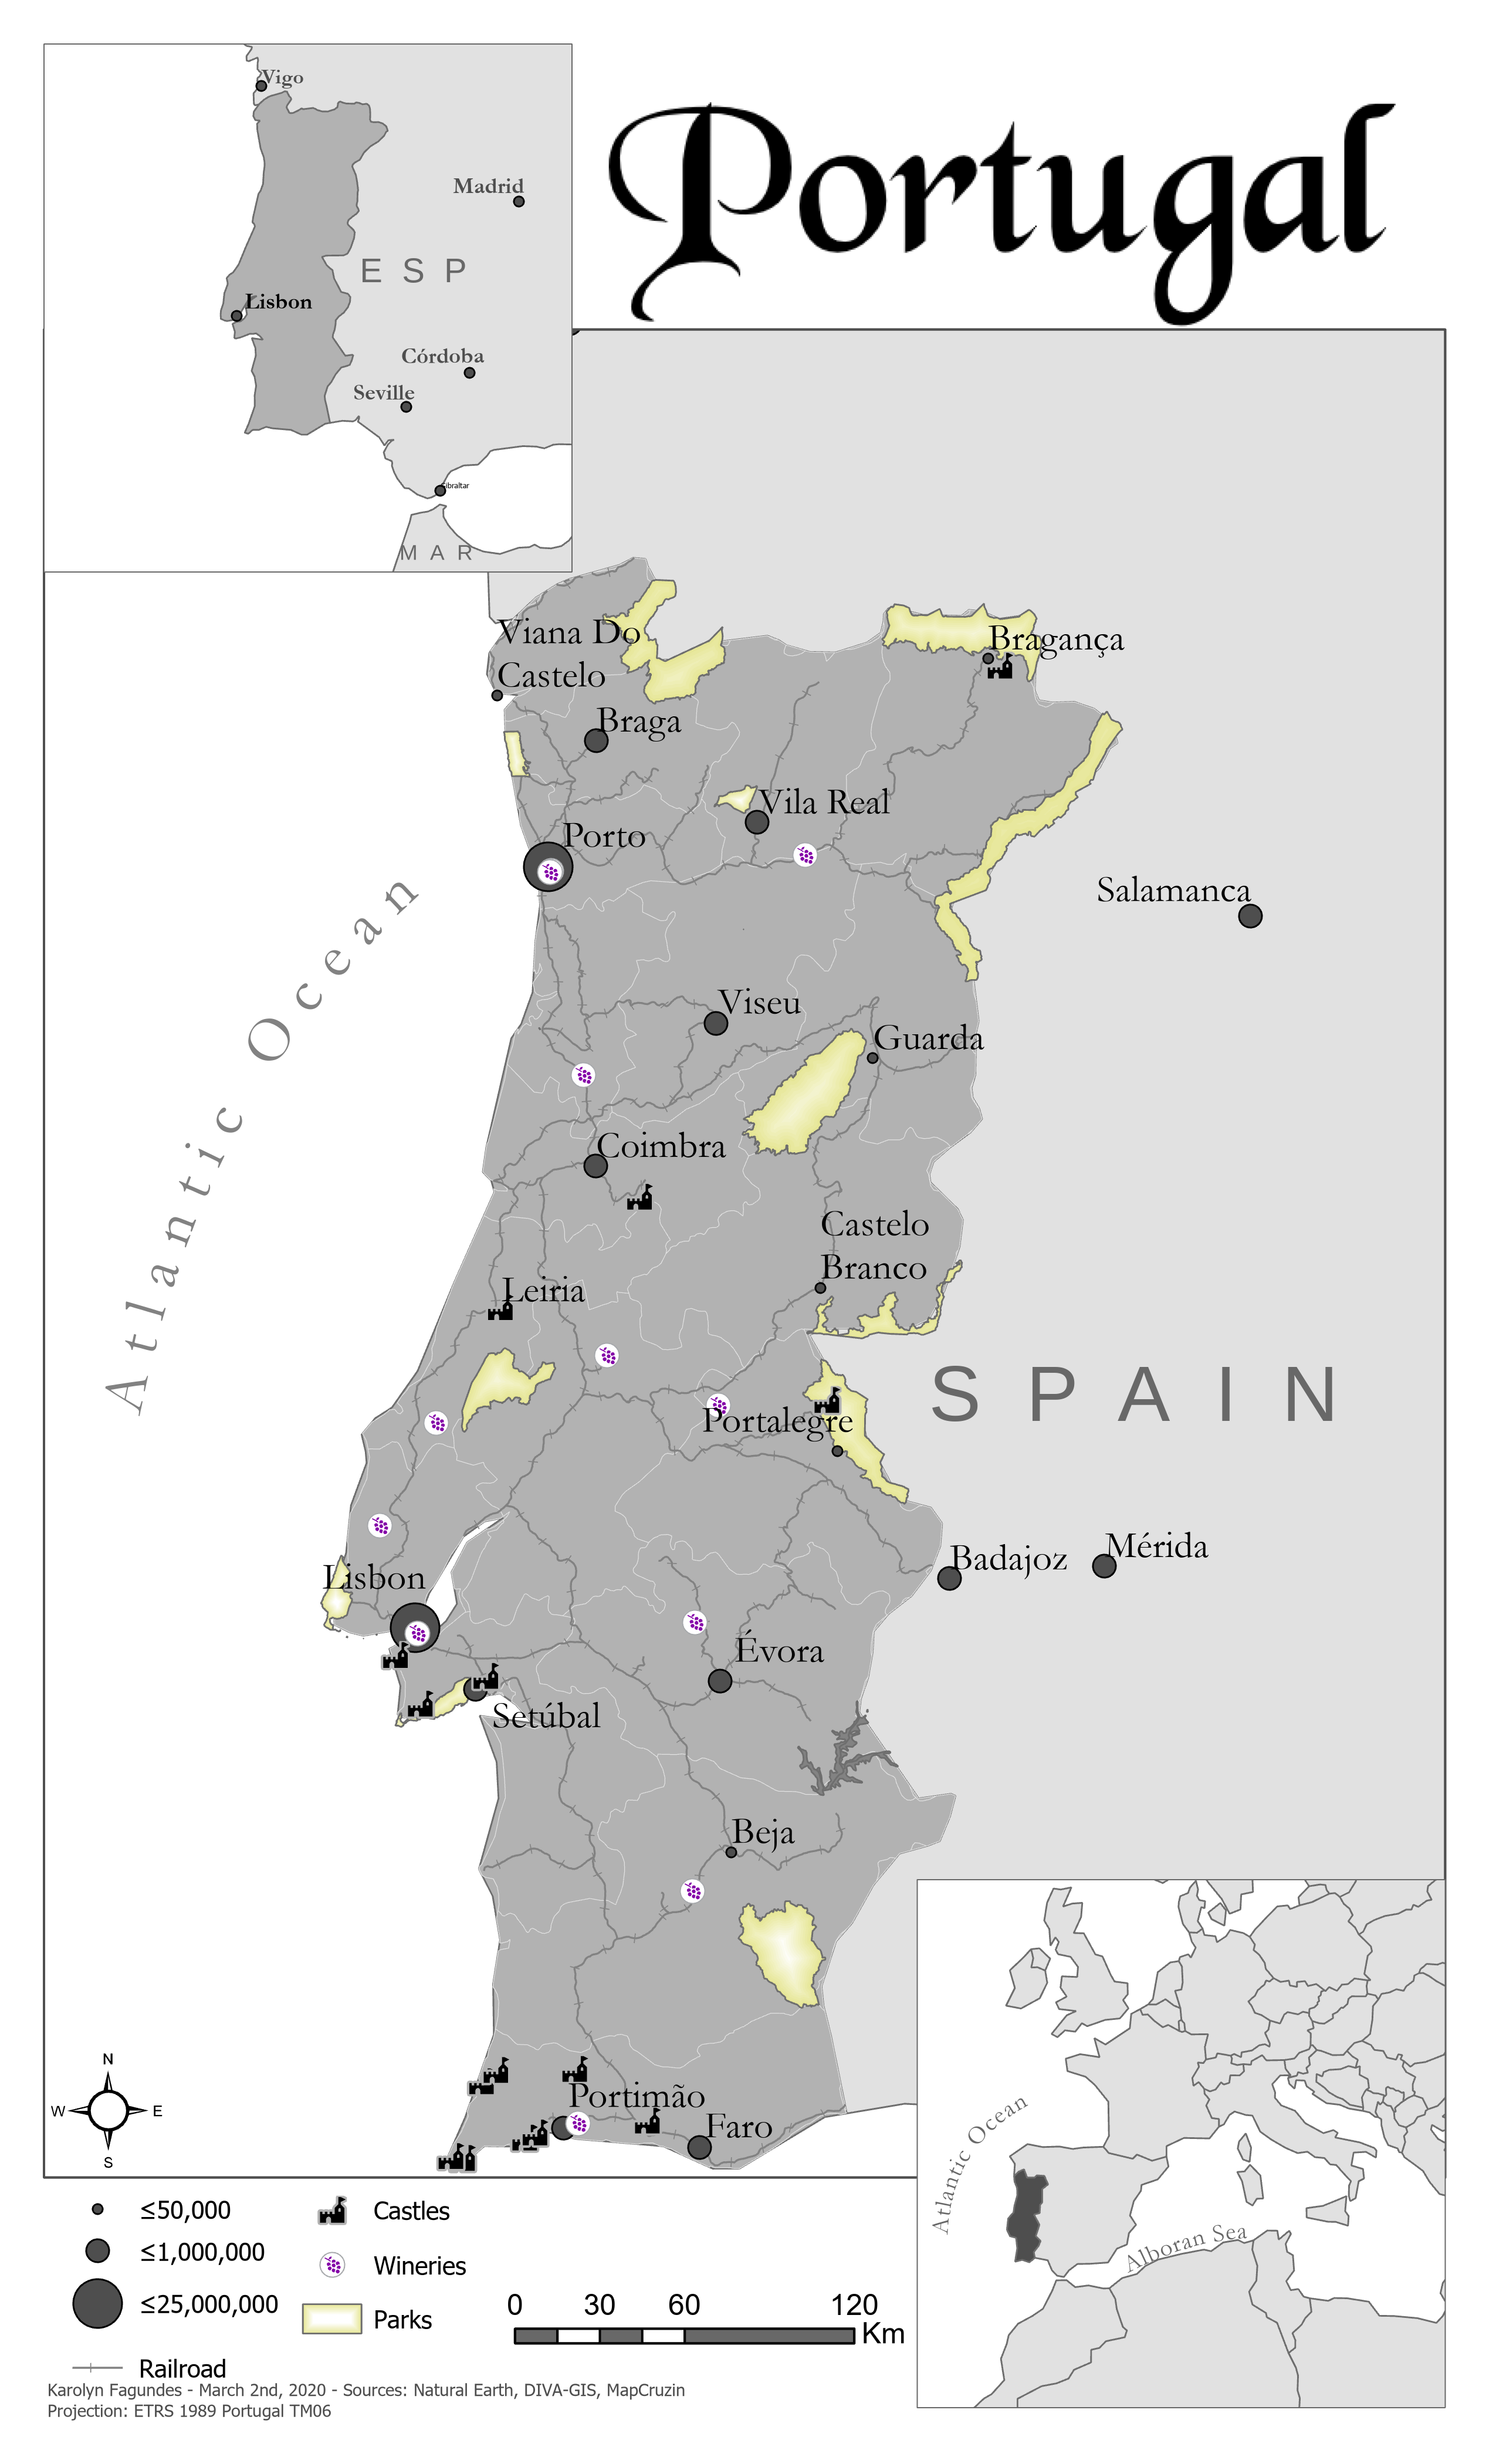 Portugal
Vigo
Madrid
E S P
Lisbon
Córdoba
Seville
Gibraltar
M A R
Viana Do
Castelo
Bragança
Braga
Vila Real
Porto
Salamanca
Atlantic Ocean
Viseu
Guarda
Coimbra
Castelo
Branco
Leiria
SPAIN
Portalegre
Lisbon
Badajoz
Mérida
Évora
Setúbal
Beja
Portimão
Faro
N
W
E
S
Atlantic Ocean
Alboran Sea
≤50,000
≤1,000,000
≤25,000,000
Railroad
Castles
Wineries
Parks
0 30 60 120
Km
Karolyn Fagundes - March 2nd, 2020 - Sources: Natural Earth, DIVA-GIS, MapCruzin
Projection: ETRS 1989 Portugal TM06